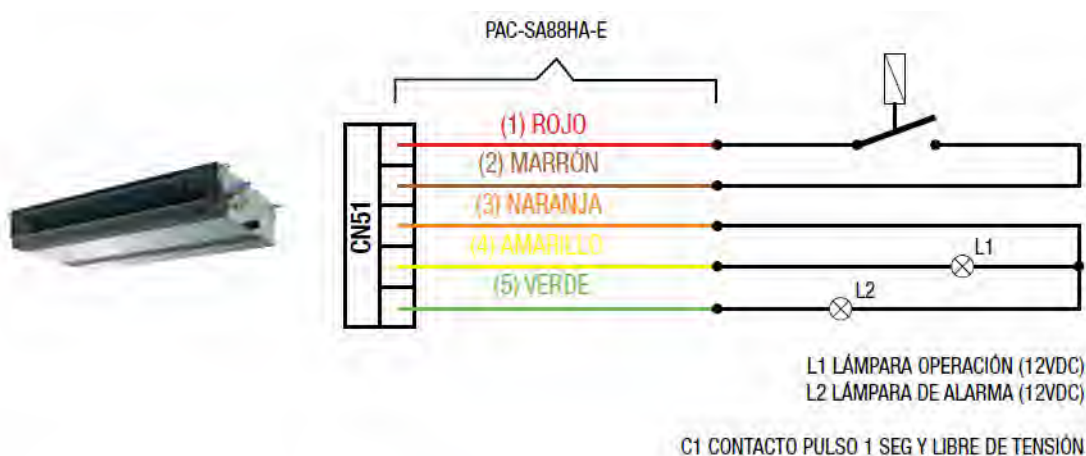 PAC-SA88HA-E
CN51
(1) ROJO
(2) MARRÓN
(3) NARANJA
(4) AMARILLO
(5) VERDE
L1
L2
L1 LÁMPARA OPERACIÓN (12VDC)
L2 LÁMPARA DE ALARMA (12VDC)
C1 CONTACTO PULSO 1 SEG Y LIBRE DE TENSIÓN